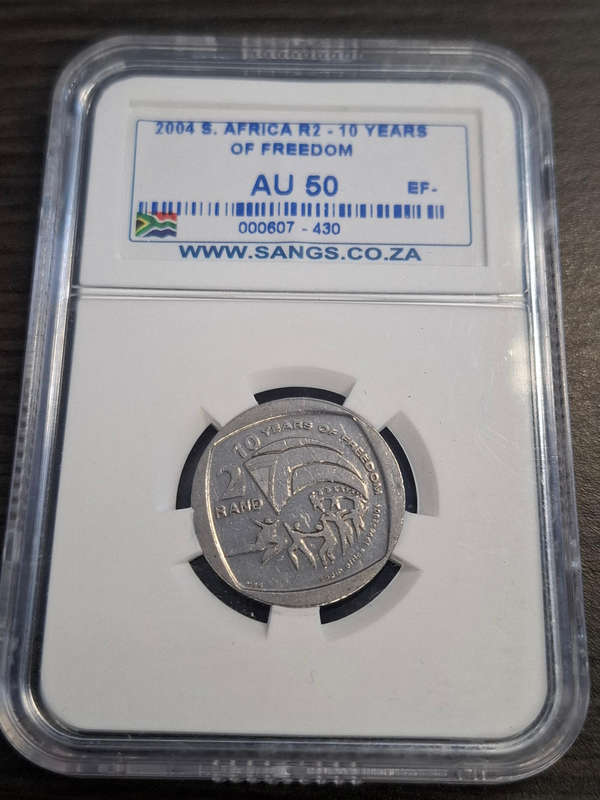 2004 S. AFRICA R2 - 10 YEARS
OF FREEDOM
AU 50
EF-
000607 - 430
WWW.SANGS.CO.ZA
10 YEARS OF FREEDOM
2
RAND